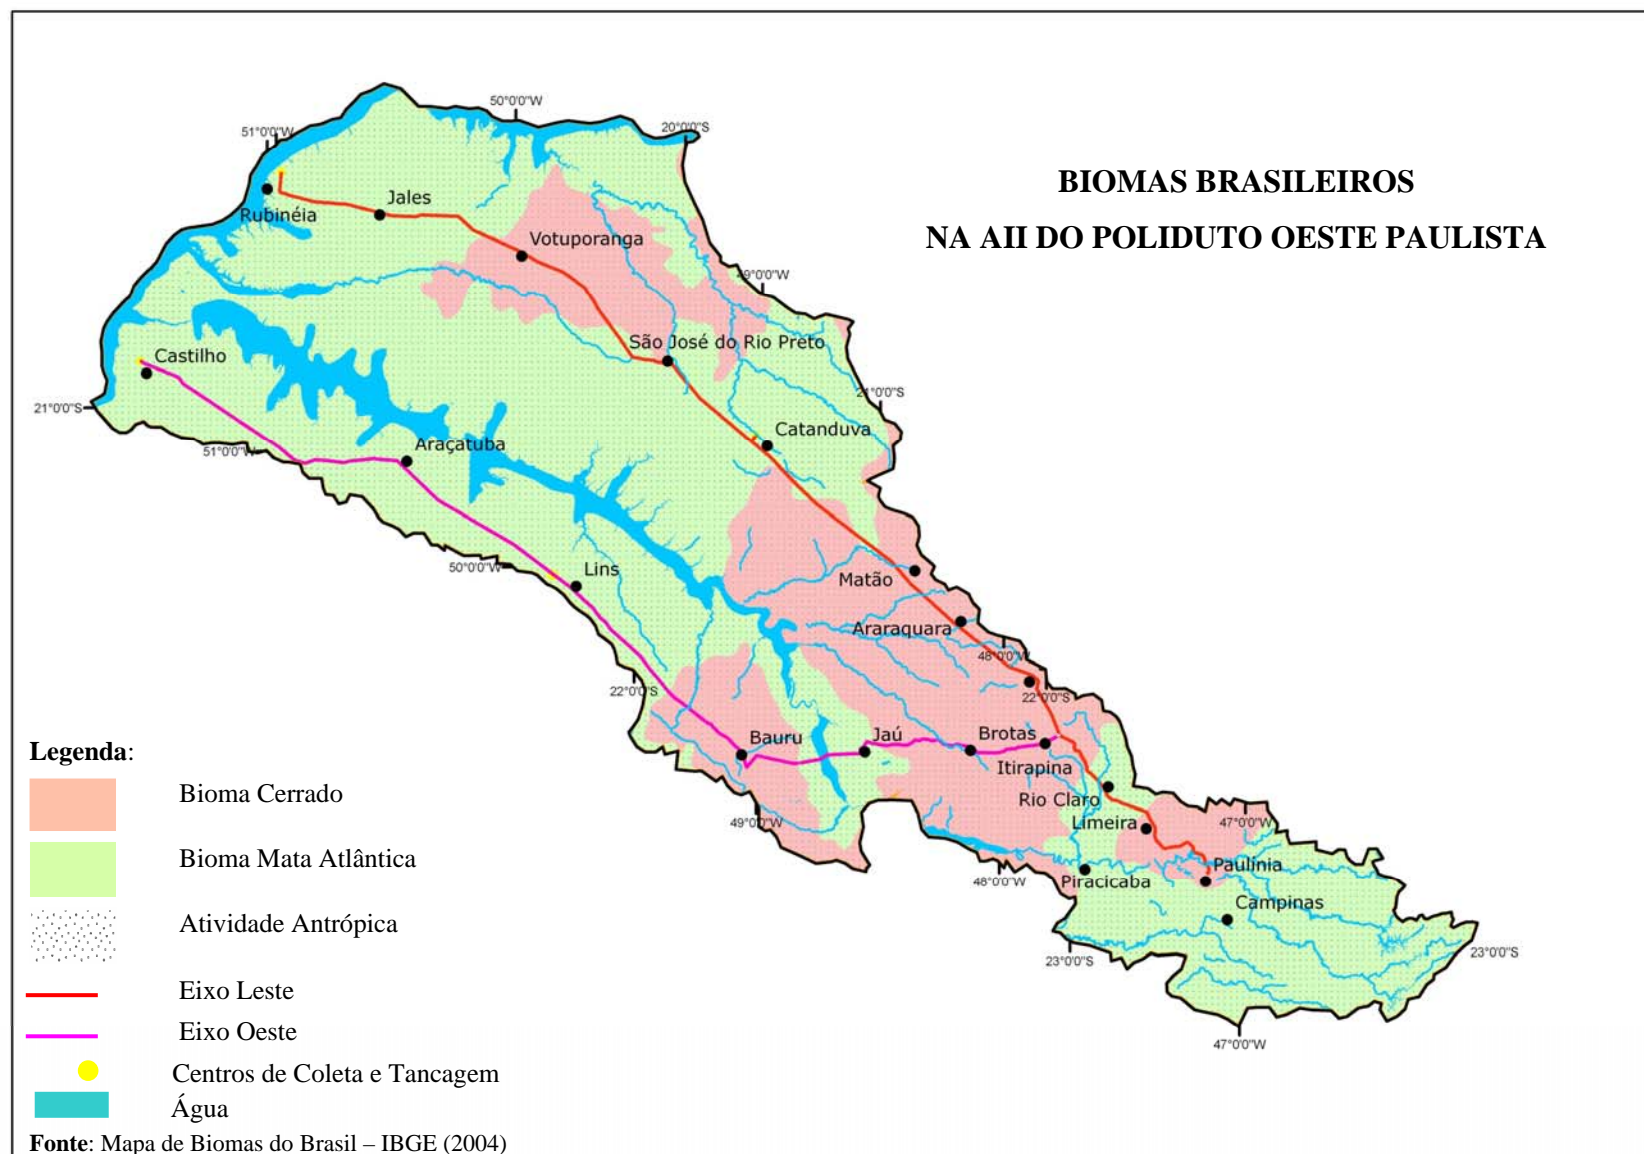 BIOMAS BRASILEIROS
NA AII DO POLIDUTO OESTE PAULISTA
50°0'0"W
51°0'0"W
20°0'0"S
Jales
Rubinéia
Votuporanga
49°0'0"W
São José do Rio Preto
Castilho
21°0'0"S
21°0'0"S
Catanduva
Araçatuba
51°0'0"W
50°0'0"W
Lins
Matão
Araraquara
48°0'0"W
22°0'0"S
22°0'0"S
Bauru
Jaú
Brotas
Itirapina
Rio Claro
Limeira
49°0'0"W
47°0'0"W
Paulínia
48°0'0"W
Piracicaba
Campinas
23°0'0"S
23°0'0"S
47°0'0"W
Legenda:
Bioma Cerrado
Bioma Mata Atlântica
Atividade Antrópica
Eixo Leste
Eixo Oeste
Centros de Coleta e Tancagem
Água
Fonte: Mapa de Biomas do Brasil – IBGE (2004)